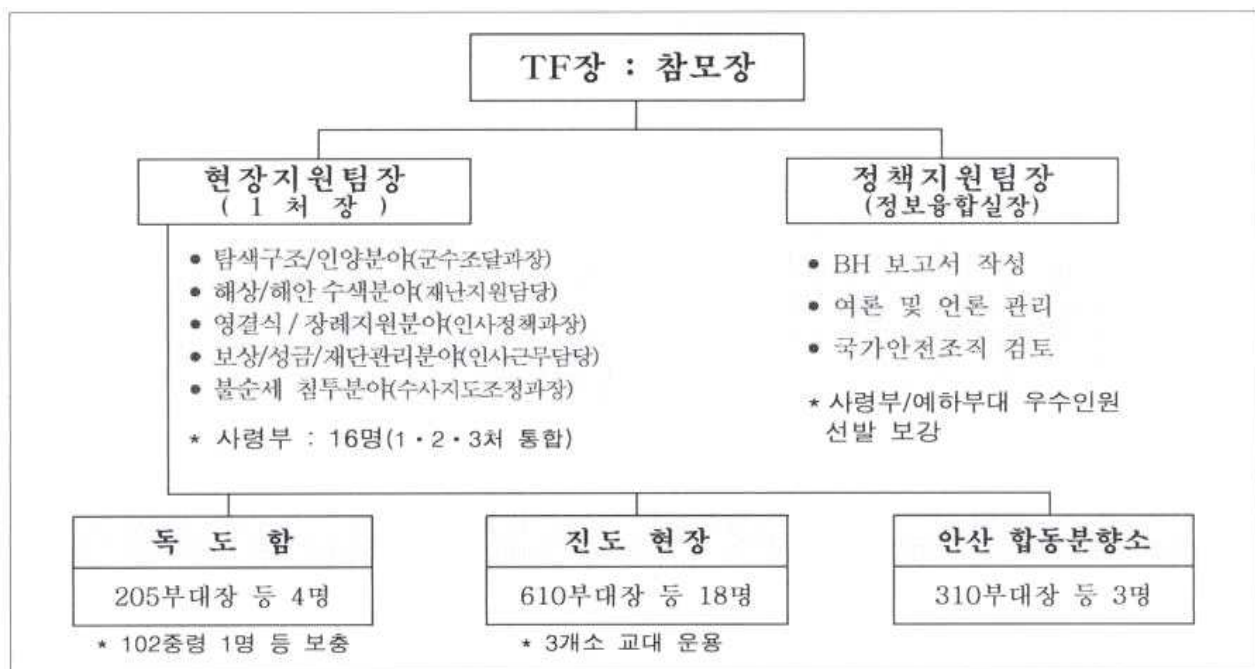 TF장 : 참모장
현장지원팀장
( 1 처 장 )
• 탐색구조/인양분야(군수조달과장)
• 해상/해안 수색분야(재난지원담당)
• 영결식 / 장례지원분야(인사정책과장)
• 보상/성금/재단관리분야(인사근무담당)
• 불순세 침투분야(수사지도조정과장)
* 사령부 : 16명(1・2・3처 통합)
정책지원팀장
(정보융합실장)
• BH 보고서 작성
• 여론 및 언론 관리
• 국가안전조직 검토
* 사령부/예하부대 우수인원
선발 보강
독 도 함
205부대장 등 4명
* 102중령 1명 등 보충
진도 현장
610부대장 등 18명
* 3개소 교대 운용
안산 합동분향소
310부대장 등 3명